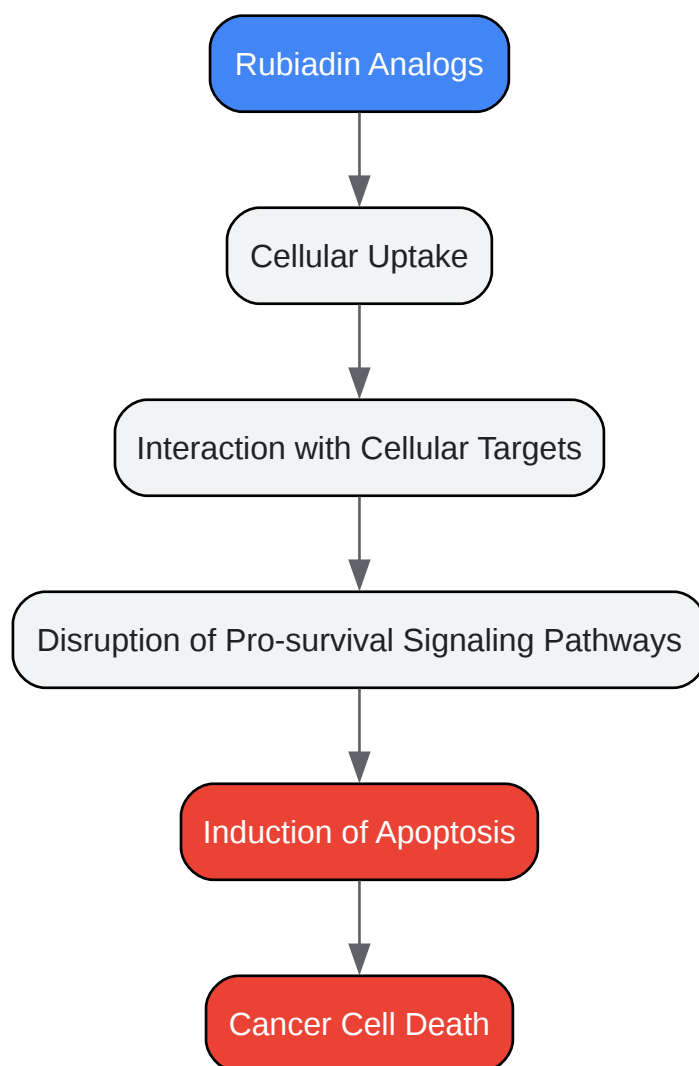 Rubiadin Analogs
Cellular Uptake
Interaction with Cellular Targets
Disruption of Pro-survival Signaling Pathways
Induction of Apoptosis
Cancer Cell Death